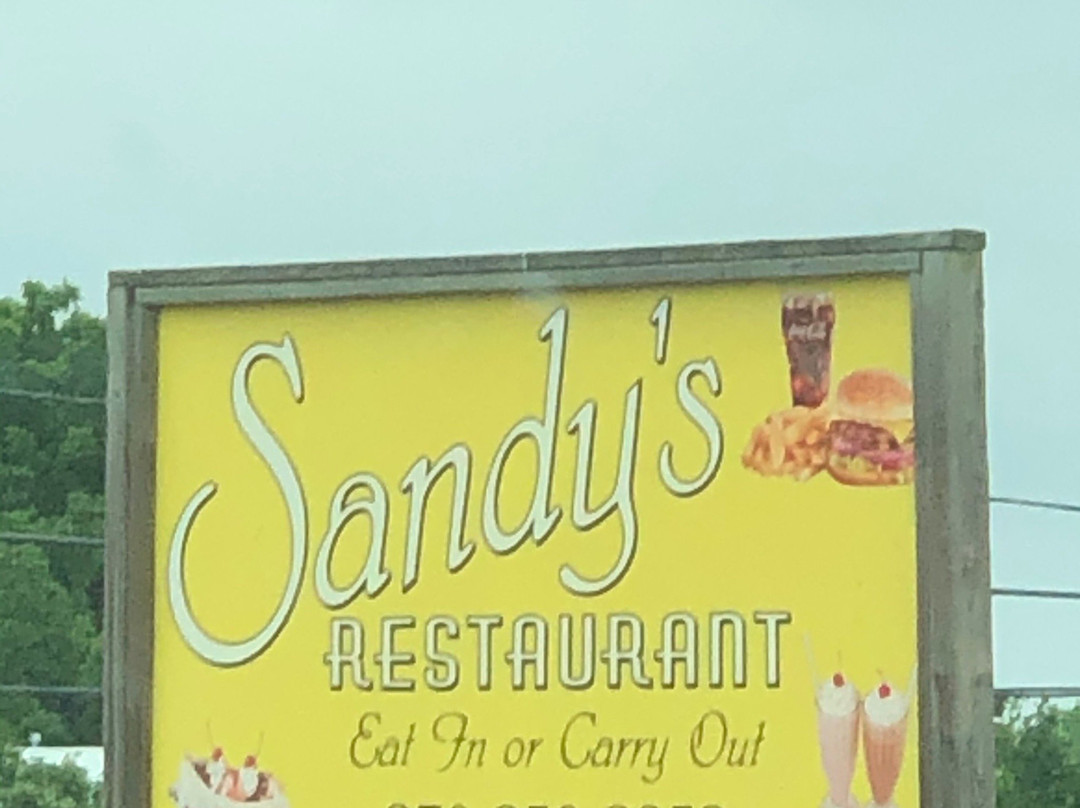 Sandy's
RESTAURANT
Eat In or Carry Out